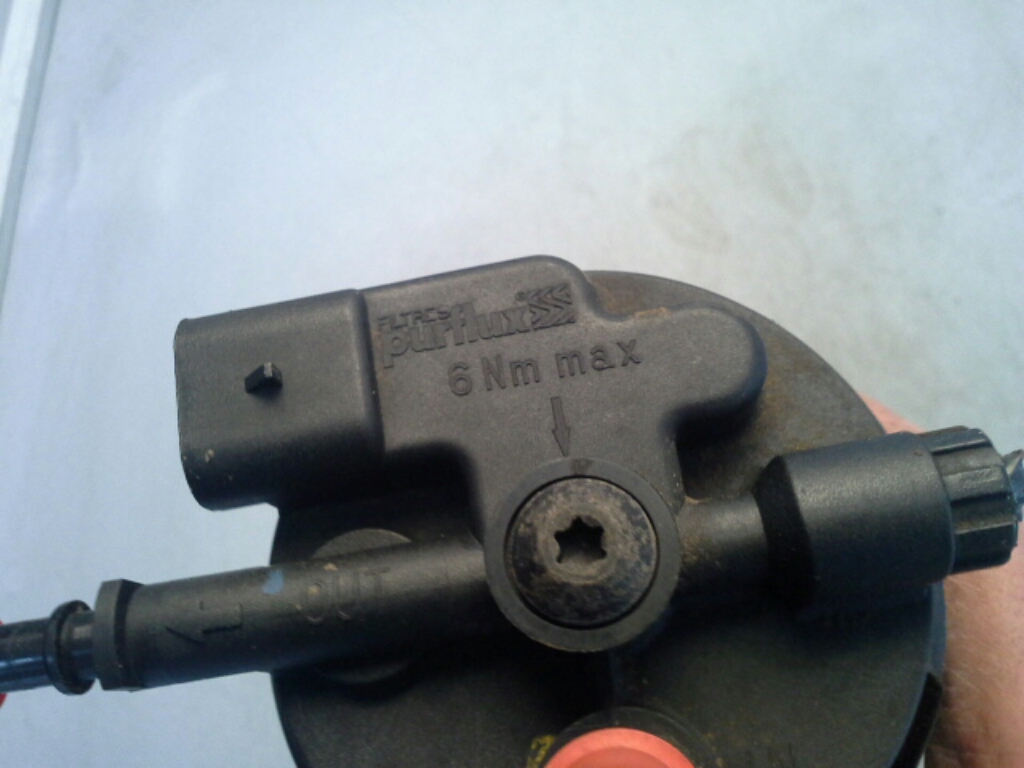 FILTRES
purflux
6 Nm max
OUT